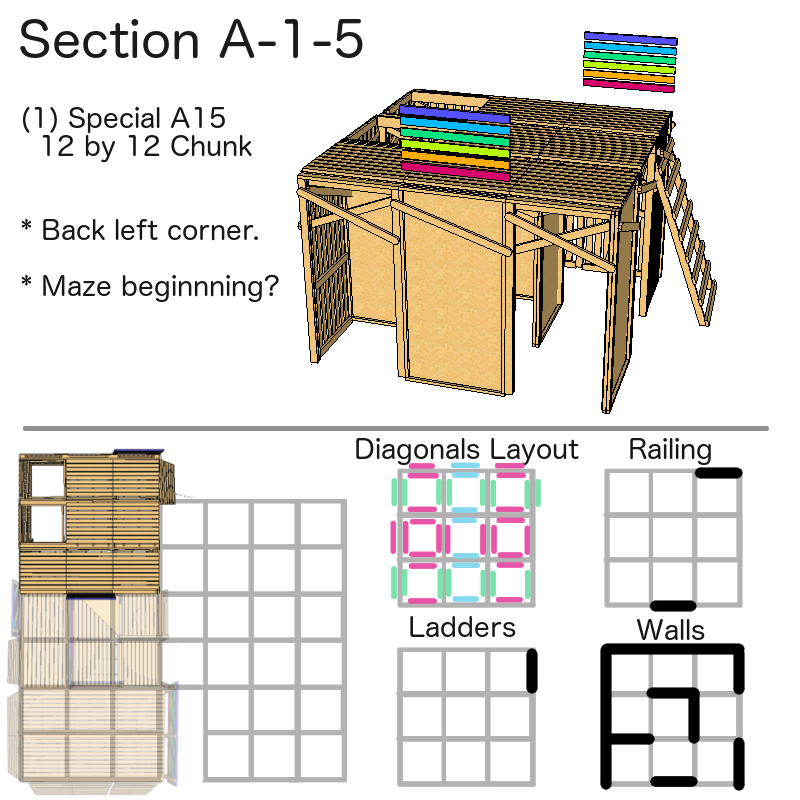 Section A-1-5
(1) Special A15
12 by 12 Chunk
* Back left corner.
* Maze beginnning?
Diagonals Layout
Railing
Ladders
Walls